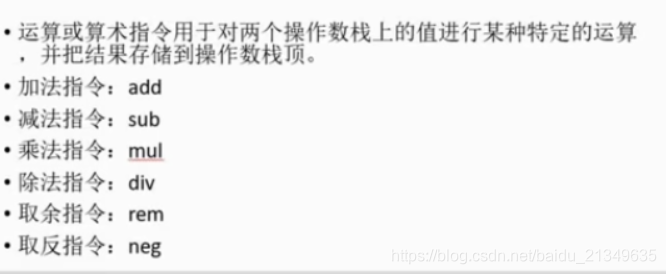 • 运算或算术指令用于对两个操作数栈上的值进行某种特定的运算
，并把结果存储到操作数栈顶。
• 加法指令：add
• 减法指令：sub
• 乘法指令：mul
• 除法指令：div
• 取余指令：rem
• 取反指令：neg
https://blog.csdn.net/baidu_21349635